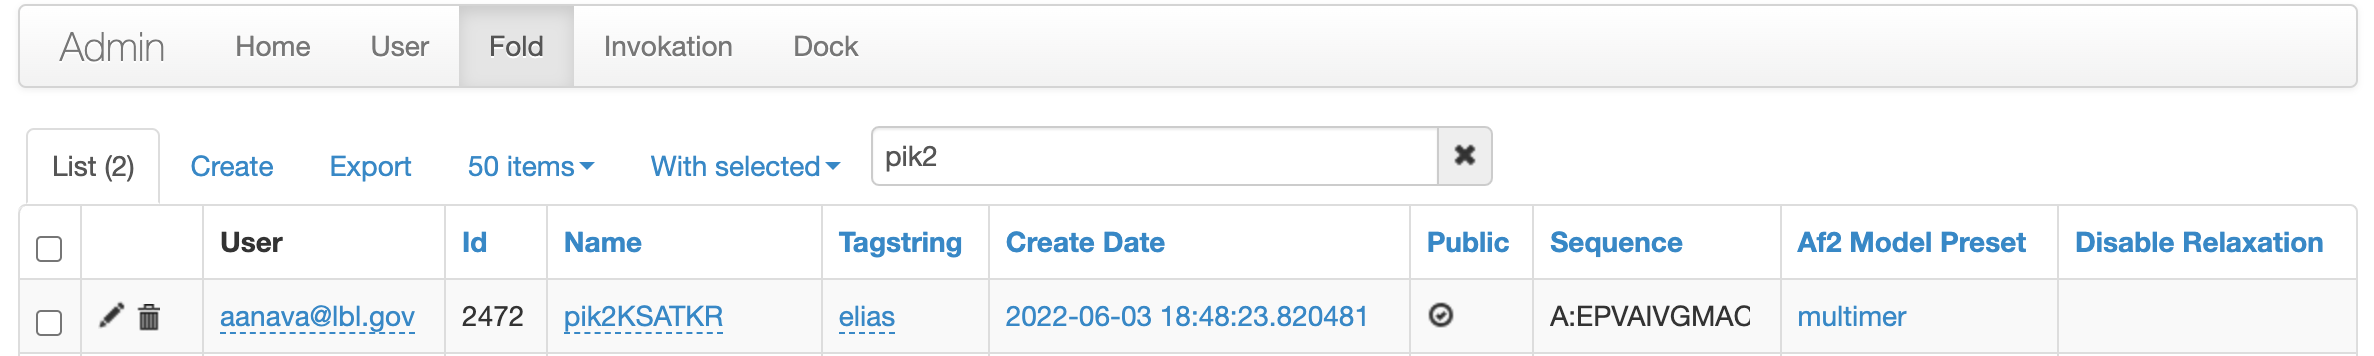 Admin Home User Fold Invokation Dock
List (2) Create Export 50 items With selected pik2
User Id Name Tagstring Create Date Public Sequence Af2 Model Preset Disable Relaxation
aanava@lbl.gov 2472 pik2KSATKR elias 2022-06-03 18:48:23.820481 A:EPVAIVGMAC multimer